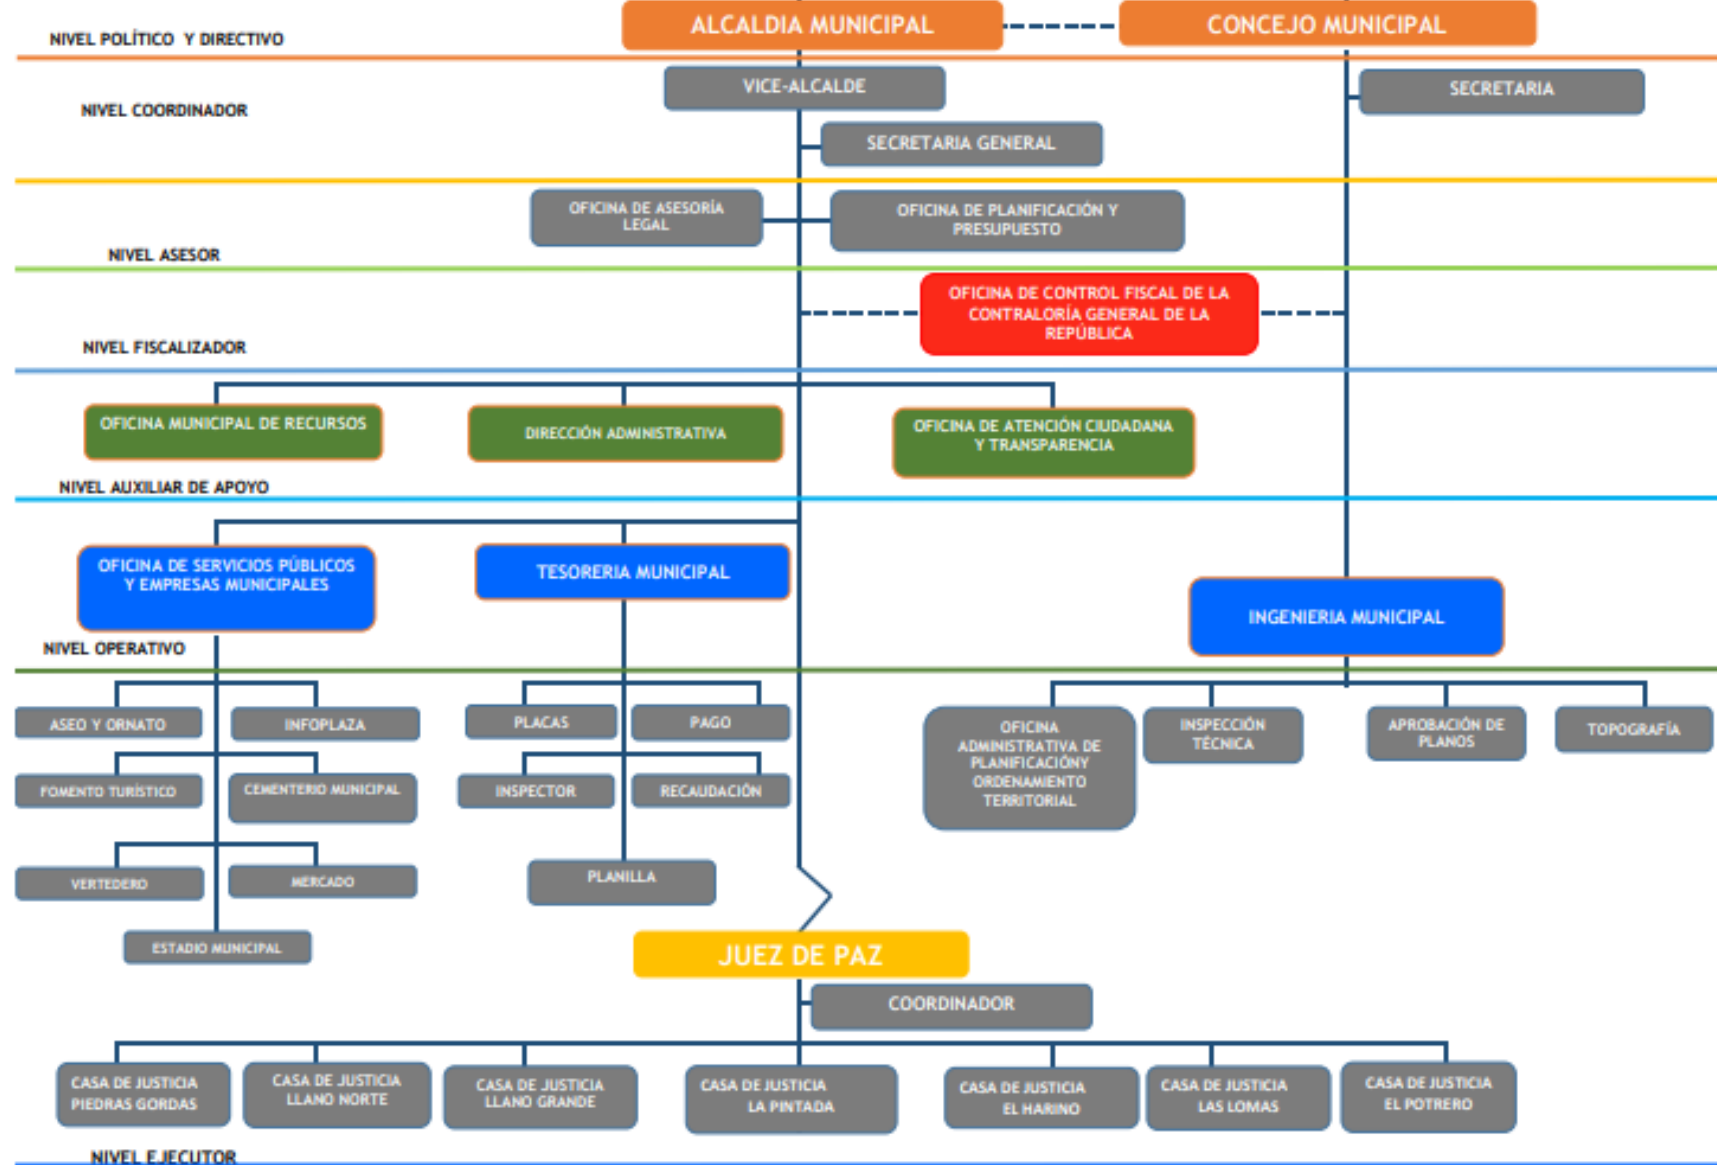 ALCALDIA MUNICIPAL
CONCEJO MUNICIPAL
NIVEL POLÍTICO Y DIRECTIVO
VICE-ALCALDE
SECRETARIA
NIVEL COORDINADOR
SECRETARIA GENERAL
OFICINA DE ASESORÍA
LEGAL
OFICINA DE PLANIFICACIÓN Y
PRESUPUESTO
NIVEL ASESOR
OFICINA DE CONTROL FISCAL DE LA
CONTRALORÍA GENERAL DE LA
REPÚBLICA
NIVEL FISCALIZADOR
OFICINA MUNICIPAL DE RECURSOS
DIRECCIÓN ADMINISTRATIVA
OFICINA DE ATENCIÓN CIUDADANA
Y TRANSPARENCIA
NIVEL AUXILIAR DE APOYO
OFICINA DE SERVICIOS PÚBLICOS
Y EMPRESAS MUNICIPALES
TESORERIA MUNICIPAL
INGENIERIA MUNICIPAL
NIVEL OPERATIVO
ASEO Y ORNATO
INFOPLAZA
PLACAS
PAGO
OFICINA
ADMINISTRATIVA DE
PLANIFICACIÓNY
ORDENAMIENTO
TERRITORIAL
INSPECCIÓN
TÉCNICA
APROBACIÓN DE
PLANOS
TOPOGRAFÍA
FOMENTO TURÍSTICO
CEMENTERIO MUNICIPAL
INSPECTOR
RECAUDACIÓN
VERTEDERO
MERCADO
PLANILLA
ESTADIO MUNICIPAL
JUEZ DE PAZ
COORDINADOR
CASA DE JUSTICIA
PIEDRAS GORDAS
CASA DE JUSTICIA
LLANO NORTE
CASA DE JUSTICIA
LLANO GRANDE
CASA DE JUSTICIA
LA PINTADA
CASA DE JUSTICIA
EL HARINO
CASA DE JUSTICIA
LAS LOMAS
CASA DE JUSTICIA
EL POTRERO
NIVEL EJECUTOR